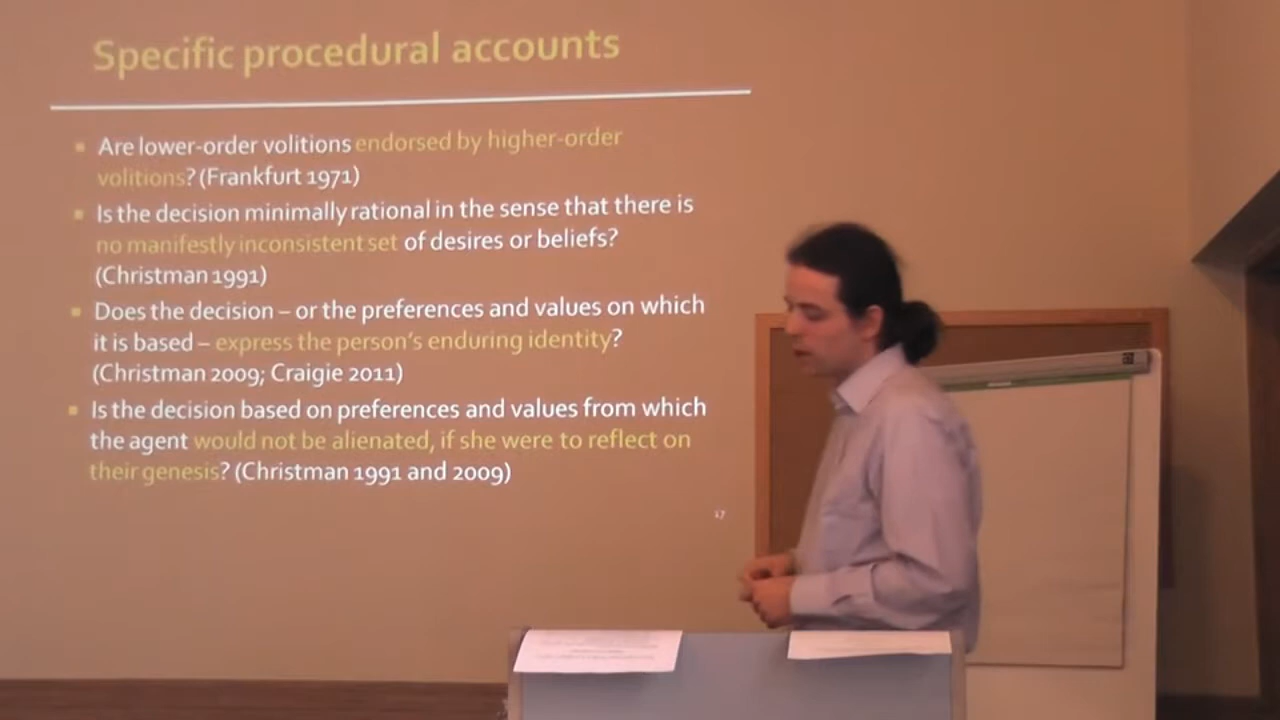 Specific procedural accounts
▪ Are lower-order volitions endorsed by higher-order
volitions? (Frankfurt 1971)
▪ Is the decision minimally rational in the sense that there is
no manifestly inconsistent set of desires or beliefs?
(Christman 1991)
▪ Does the decision – or the preferences and values on which
it is based – express the person's enduring identity?
(Christman 2009; Craigie 2011)
▪ Is the decision based on preferences and values from which
the agent would not be alienated, if she were to reflect on
their genesis? (Christman 1991 and 2009)
17